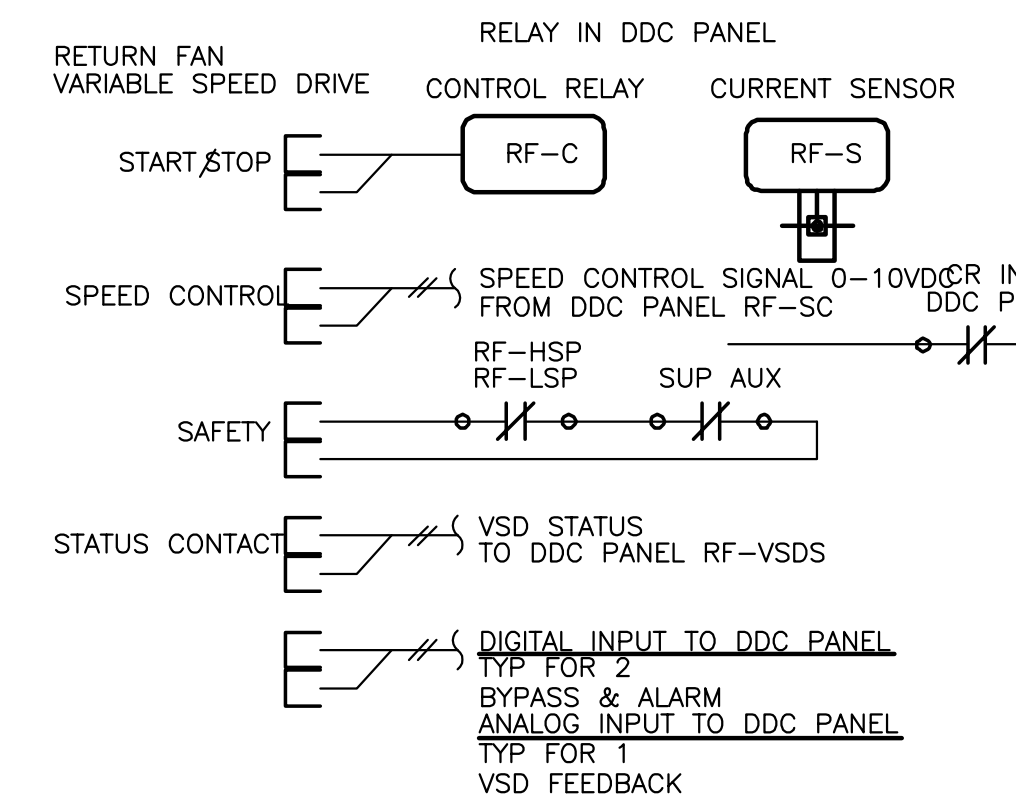 RELAY IN DDC PANEL
RETURN FAN
VARIABLE SPEED DRIVE
CONTROL RELAY
CURRENT SENSOR
START/STOP
RF-C
RF-S
SPEED CONTROL
SPEED CONTROL SIGNAL 0-10VDC
FROM DDC PANEL RF-SC
CR IN
DDC P
RF-HSP
RF-LSP
SUP AUX
SAFETY
STATUS CONTACT
VSD STATUS
TO DDC PANEL RF-VSDS
DIGITAL INPUT TO DDC PANEL
TYP FOR 2
BYPASS & ALARM
ANALOG INPUT TO DDC PANEL
TYP FOR 1
VSD FEEDBACK